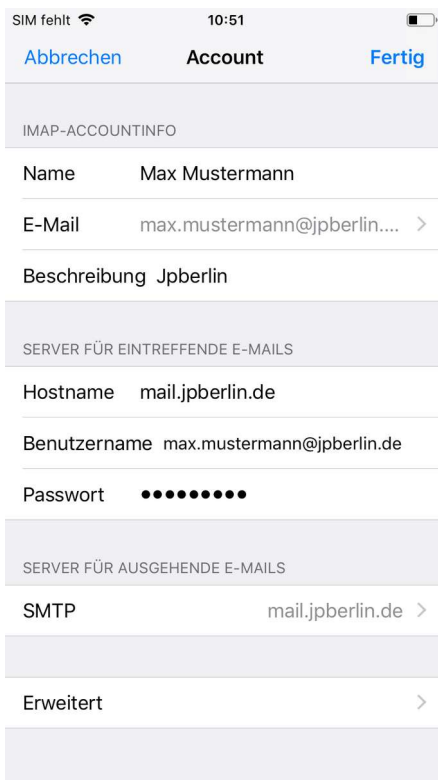 SIM fehlt 10:51
Abbrechen Account Fertig
IMAP-ACCOUNTINFO
Name Max Mustermann
E-Mail max.mustermann@jpberlin....
Beschreibung Jpberlin
SERVER FÜR EINTREFFENDE E-MAILS
Hostname mail.jpberlin.de
Benutzername max.mustermann@jpberlin.de
Passwort ●●●●●●●●●
SERVER FÜR AUSGEHENDE E-MAILS
SMTP mail.jpberlin.de
Erweitert